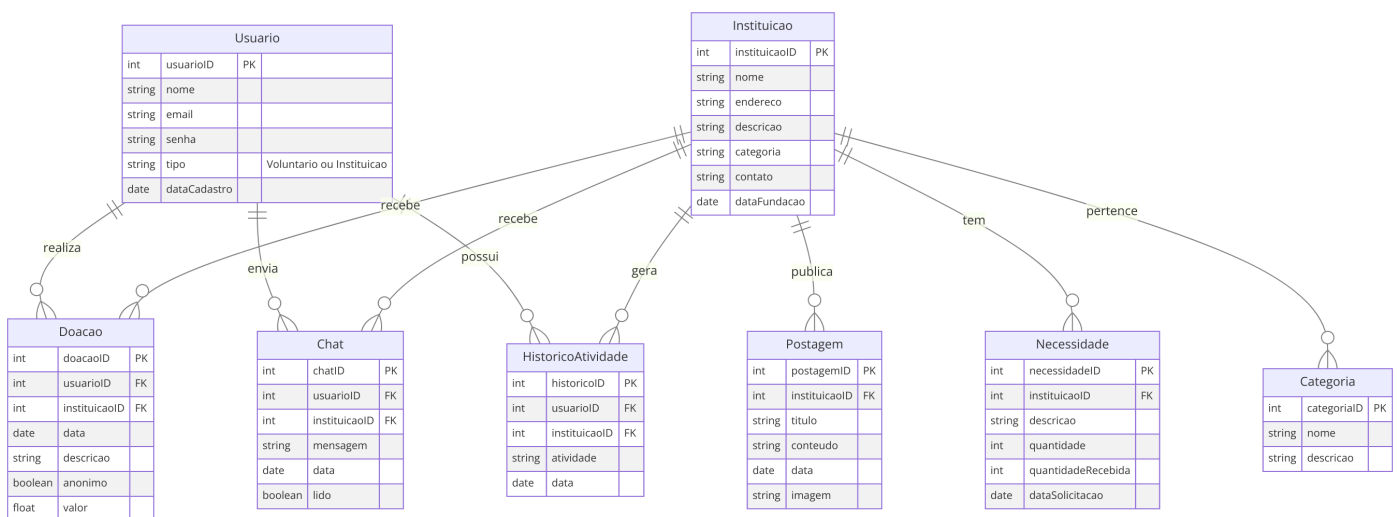 Usuario
int usuarioID PK
string nome
string email
string senha
string tipo Voluntario ou Instituicao
date dataCadastro
Instituicao
int instituicaoID PK
string nome
string endereco
string descricao
string categoria
string contato
date dataFundacao
realiza
envia
recebe
recebe
possui
gera
publica
tem
pertence
Doacao
int doacaoID PK
int usuarioID FK
int instituicaoID FK
date data
string descricao
boolean anonimo
float valor
Chat
int chatID PK
int usuarioID FK
int instituicaoID FK
string mensagem
date data
boolean lido
HistoricoAtividade
int historicoID PK
int usuarioID FK
int instituicaoID FK
string atividade
date data
Postagem
int postagemID PK
int instituicaoID FK
string titulo
string conteudo
date data
string imagem
Necessidade
int necessidadeID PK
int instituicaoID FK
string descricao
int quantidade
int quantidadeRecebida
date dataSolicitacao
Categoria
int categoriaID PK
string nome
string descricao